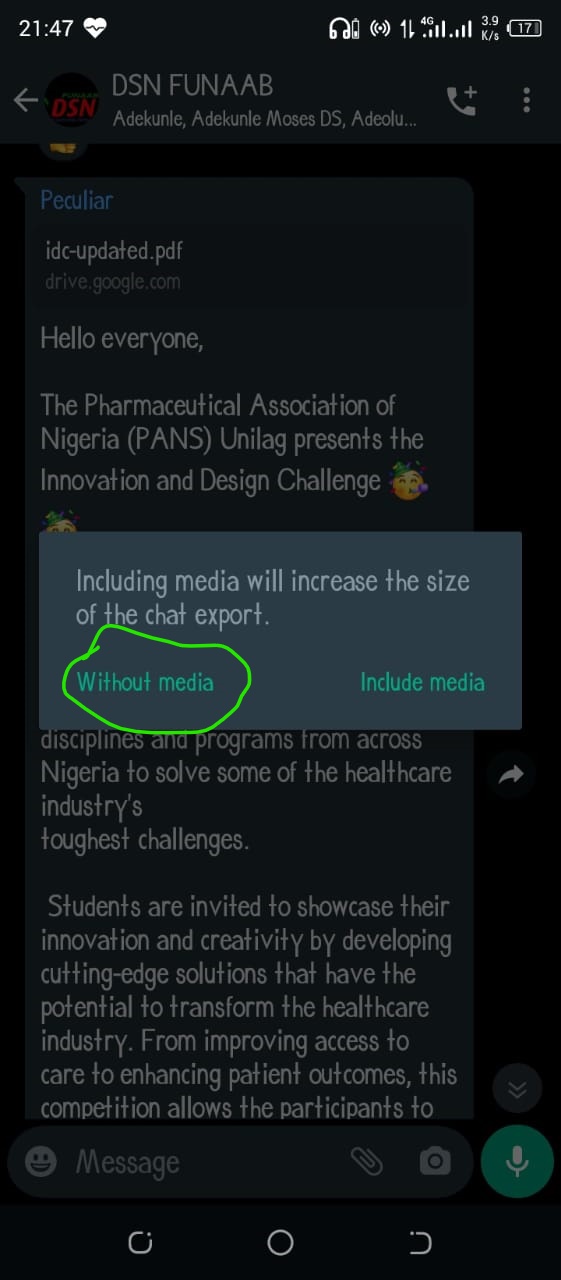 21:47
4G
3.9
K/s
17
DSN FUNAAB
FUNAAB
DSN
Adekunle, Adekunle Moses DS, Adeolu...
Peculiar
idc-updated.pdf
drive.google.com
Hello everyone,
The Pharmaceutical Association of
Nigeria (PANS) Unilag presents the
Innovation and Design Challenge 🥳
🥳
Including media will increase the size
of the chat export.
Without media
Include media
disciplines and programs from across
Nigeria to solve some of the healthcare
industry's
toughest challenges.
Students are invited to showcase their
innovation and creativity by developing
cutting-edge solutions that have the
potential to transform the healthcare
industry. From improving access to
care to enhancing patient outcomes, this
competition allows the participants to
Message